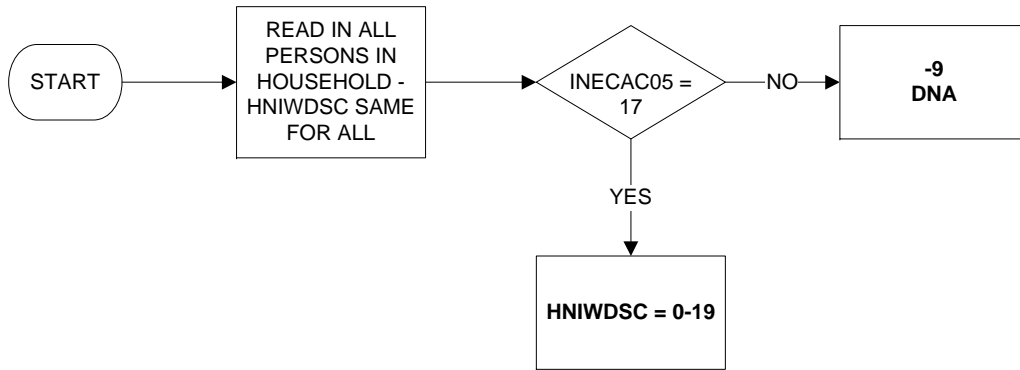 START
READ IN ALL
PERSONS IN
HOUSEHOLD -
HNIWDSC SAME
FOR ALL
INECAC05 =
17
NO
-9
DNA
YES
HNIWDSC = 0-19